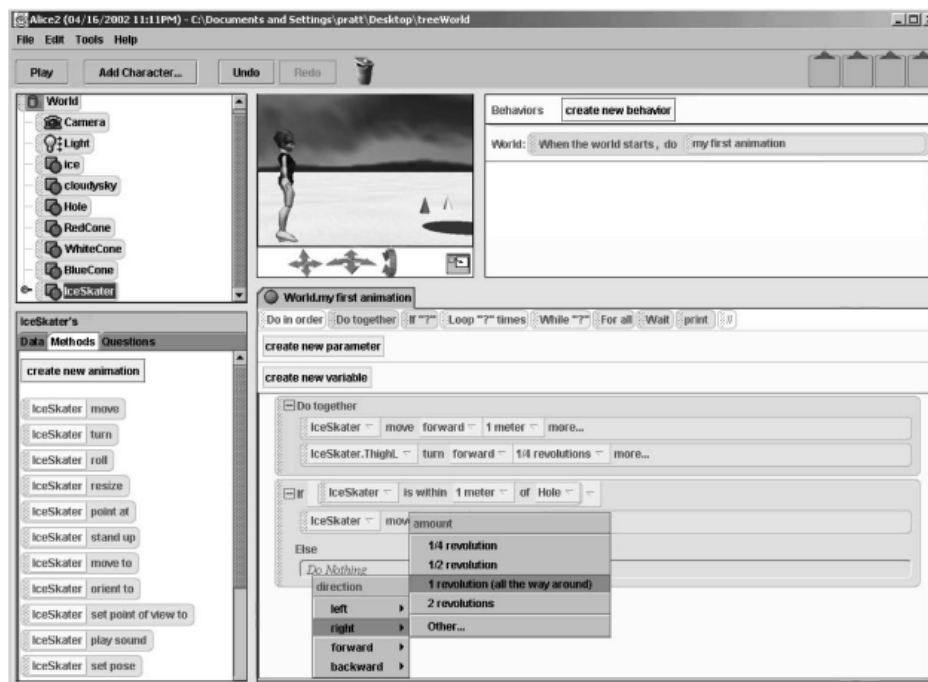 Alice2 (04/16/2002 11:11PM) - C:\Documents and Settings\pratt\Desktop\treeWorld
File Edit Tools Help
Play Add Character... Undo Redo
World
Camera
Light
ice
cloudysky
Hole
RedCone
WhiteCone
BlueCone
IceSkater
Behaviors create new behavior
World: When the world starts, do my first animation
IceSkater's
Data Methods Questions
create new animation
IceSkater move
IceSkater turn
IceSkater roll
IceSkater resize
IceSkater point at
IceSkater stand up
IceSkater move to
IceSkater orient to
IceSkater set point of view to
IceSkater play sound
IceSkater set pose
World.my first animation
Do in order Do together If "?" Loop "?" times While "?" For all Wait print //
create new parameter
create new variable
Do together
IceSkater move forward 1 meter more...
IceSkater.ThighL turn forward 1/4 revolutions more...
If IceSkater is within 1 meter of Hole
IceSkater mov
Else
Do Nothing
direction
left
right
forward
backward
amount
1/4 revolution
1/2 revolution
1 revolution (all the way around)
2 revolutions
Other...